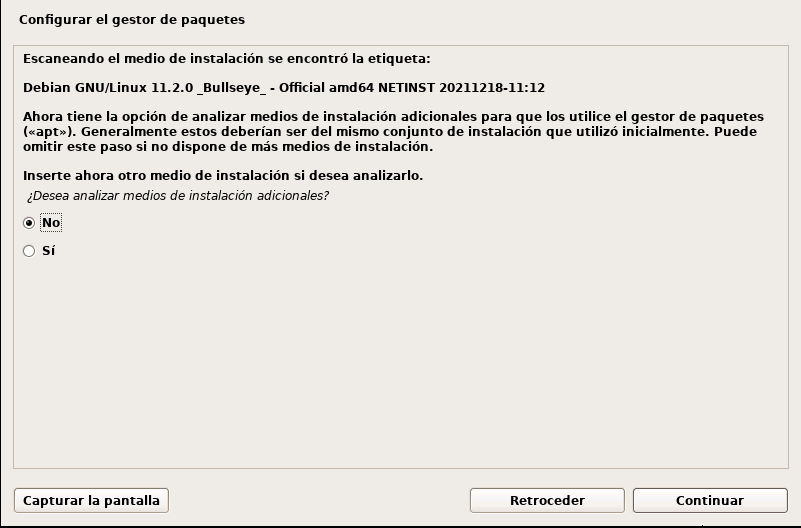 Configurar el gestor de paquetes
Escaneando el medio de instalación se encontró la etiqueta:
Debian GNU/Linux 11.2.0 _Bullseye_ - Official amd64 NETINST 20211218-11:12
Ahora tiene la opción de analizar medios de instalación adicionales para que los utilice el gestor de paquetes
(«apt»). Generalmente estos deberían ser del mismo conjunto de instalación que utilizó inicialmente. Puede
omitir este paso si no dispone de más medios de instalación.
Inserte ahora otro medio de instalación si desea analizarlo.
¿Desea analizar medios de instalación adicionales?
No
Sí
Capturar la pantalla
Retroceder
Continuar